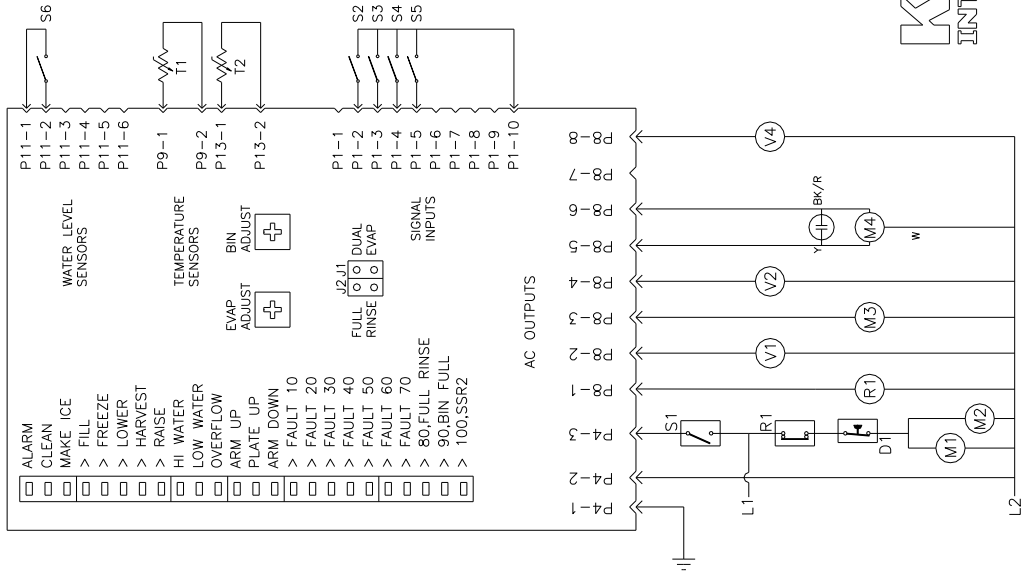 S6
P11-1
P11-2
P11-3
P11-4
P11-5
P11-6
T1
P9-1
P9-2
T2
P13-1
P13-2
S2
S3
S4
S5
P1-1
P1-2
P1-3
P1-4
P1-5
P1-6
P1-7
P1-8
P1-9
P1-10
WATER LEVEL
SENSORS
TEMPERATURE
SENSORS
BIN
ADJUST
EVAP
ADJUST
J2 J1
DUAL
EVAP
FULL
RINSE
SIGNAL
INPUTS
ALARM
CLEAN
MAKE ICE
> FILL
> FREEZE
> LOWER
> HARVEST
> RAISE
HI WATER
LOW WATER
OVERFLOW
ARM UP
PLATE UP
ARM DOWN
> FAULT 10
> FAULT 20
> FAULT 30
> FAULT 40
> FAULT 50
> FAULT 60
> FAULT 70
> 80,FULL RINSE
> 90,BIN FULL
> 100,SSR2
AC OUTPUTS
P8-8
P8-7
P8-6
P8-5
P8-4
P8-3
P8-2
P8-1
P4-3
P4-2
P4-1
V4
BK/R
Y
M4
W
V2
M3
V1
R1
S1
R1
D1
M2
M1
L1
L2